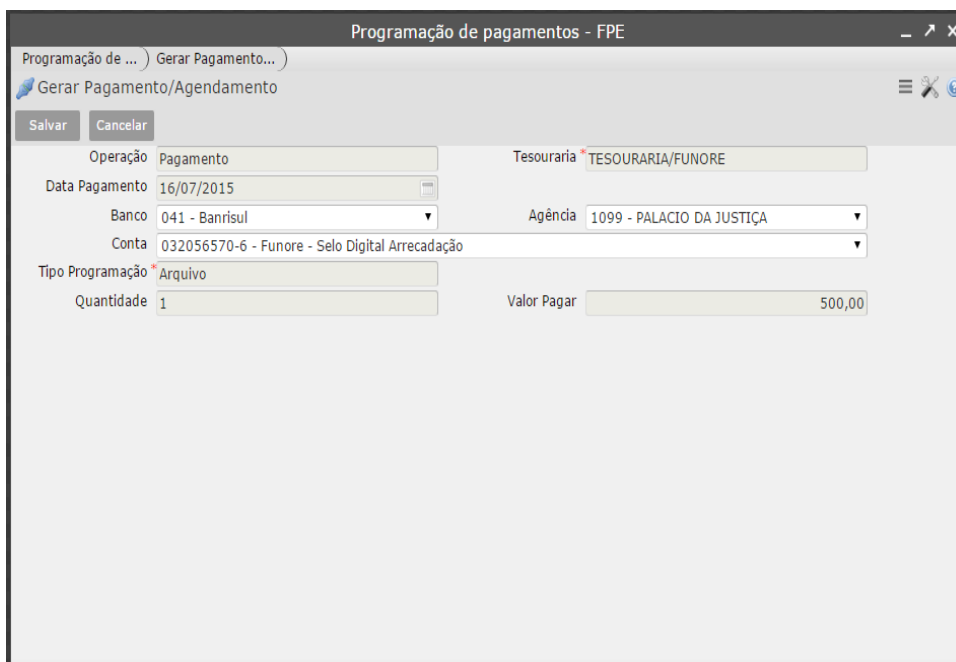 Programação de pagamentos - FPE
Programação de ... Gerar Pagamento...
Gerar Pagamento/Agendamento
Salvar Cancelar
Operação Pagamento Tesouraria * TESOURARIA/FUNORE
Data Pagamento 16/07/2015
Banco 041 - Banrisul Agência 1099 - PALACIO DA JUSTIÇA
Conta 032056570-6 - Funore - Selo Digital Arrecadação
Tipo Programação * Arquivo
Quantidade 1 Valor Pagar 500,00